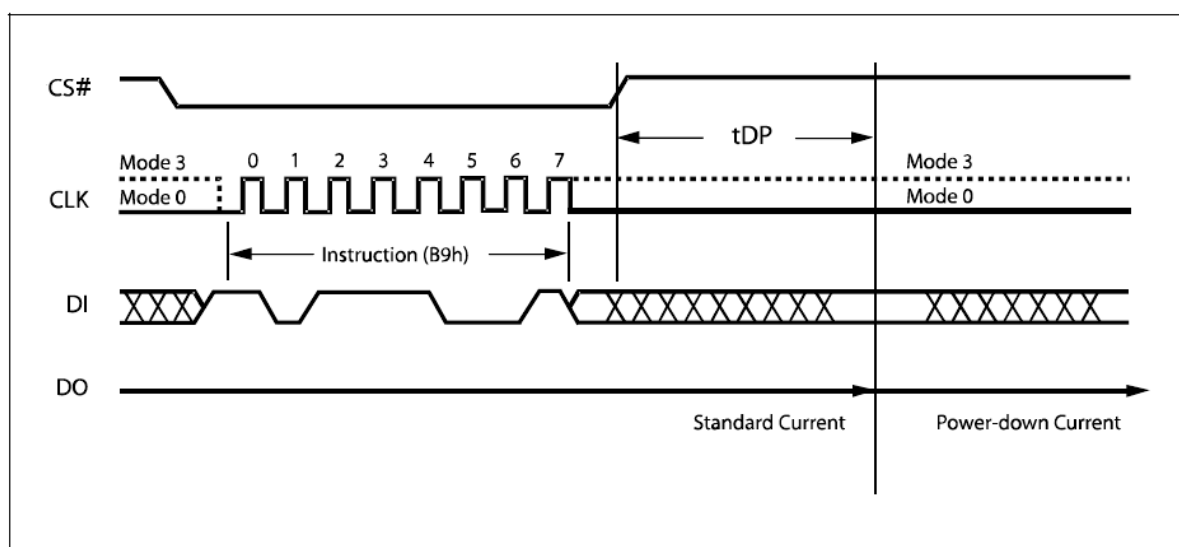 CS#
tDP
Mode 3 0 1 2 3 4 5 6 7 Mode 3
CLK Mode 0 Mode 0
Instruction (B9h)
DI
DO
Standard Current Power-down Current